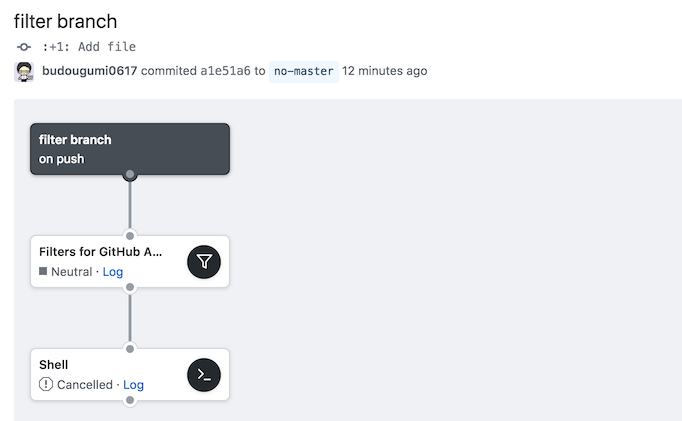 filter branch
:+1: Add file
budougumi0617 commited a1e51a6 to no-master 12 minutes ago
filter branch
on push
Filters for GitHub A...
Neutral · Log
Shell
Cancelled · Log